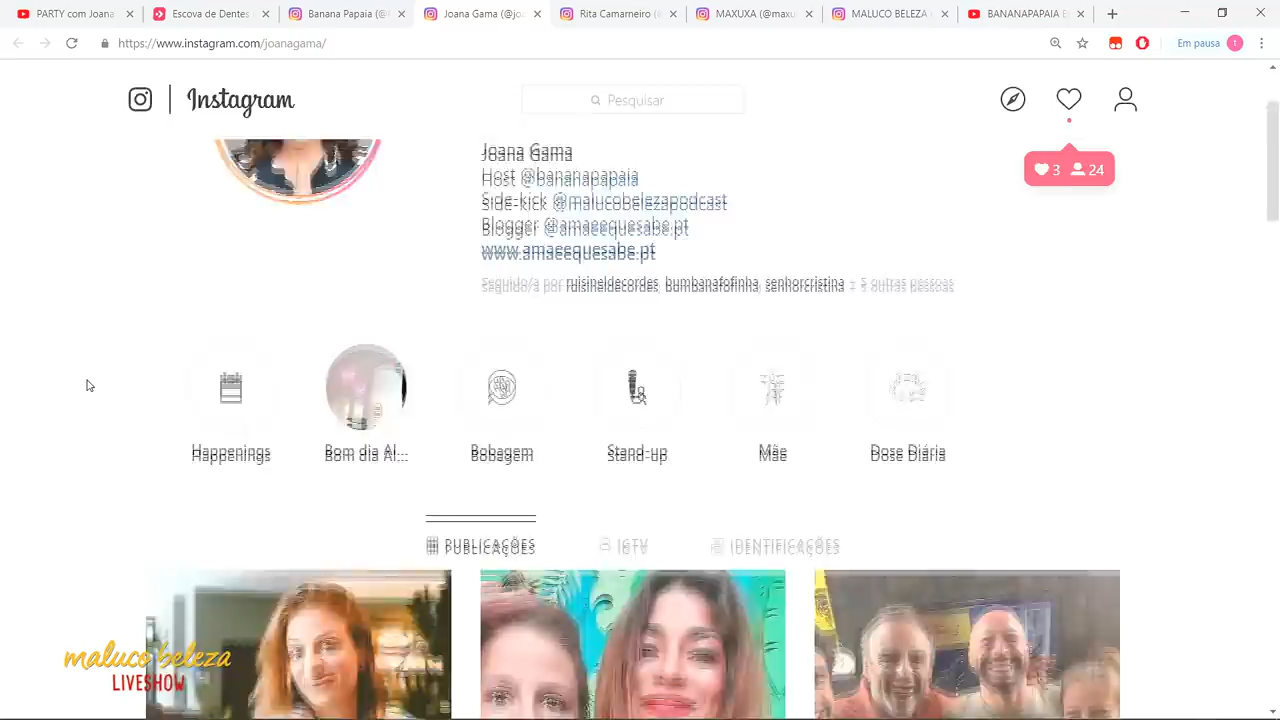 PARTY com Joana
Escova de Dentes
Banana Papaia (@
Joana Gama (@jo
Rita Camarneiro (@
MAXUXA (@maxu
MALUCO BELEZA
BANANAPAPAIA E
https://www.instagram.com/joanagama/
Em pausa
t
Instagram
Pesquisar
3 24
Joana Gama
Host @bananapapaia
Side-kick @malucobelezapodcast
Blogger @amaeequesabe.pt
www.amaeequesabe.pt
Seguido/a por ruisineldecordes, bumbanafofinha, senhorcristina + 5 outras pessoas
Happenings
Bom dia Al...
Bobagem
Stand-up
Mãe
Dose Diária
PUBLICAÇÕES
IGTV
IDENTIFICAÇÕES
maluco beleza
LIVESHOW